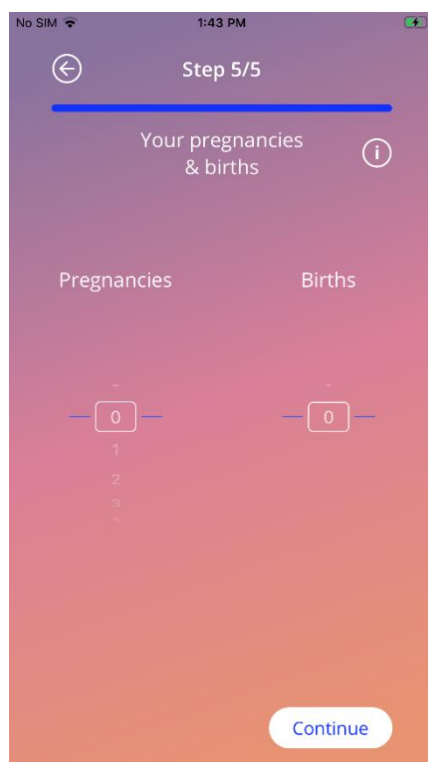 No SIM 1:43 PM
Step 5/5
Your pregnancies
& births
i
Pregnancies Births
- -
0 0
1
2
3
4
Continue